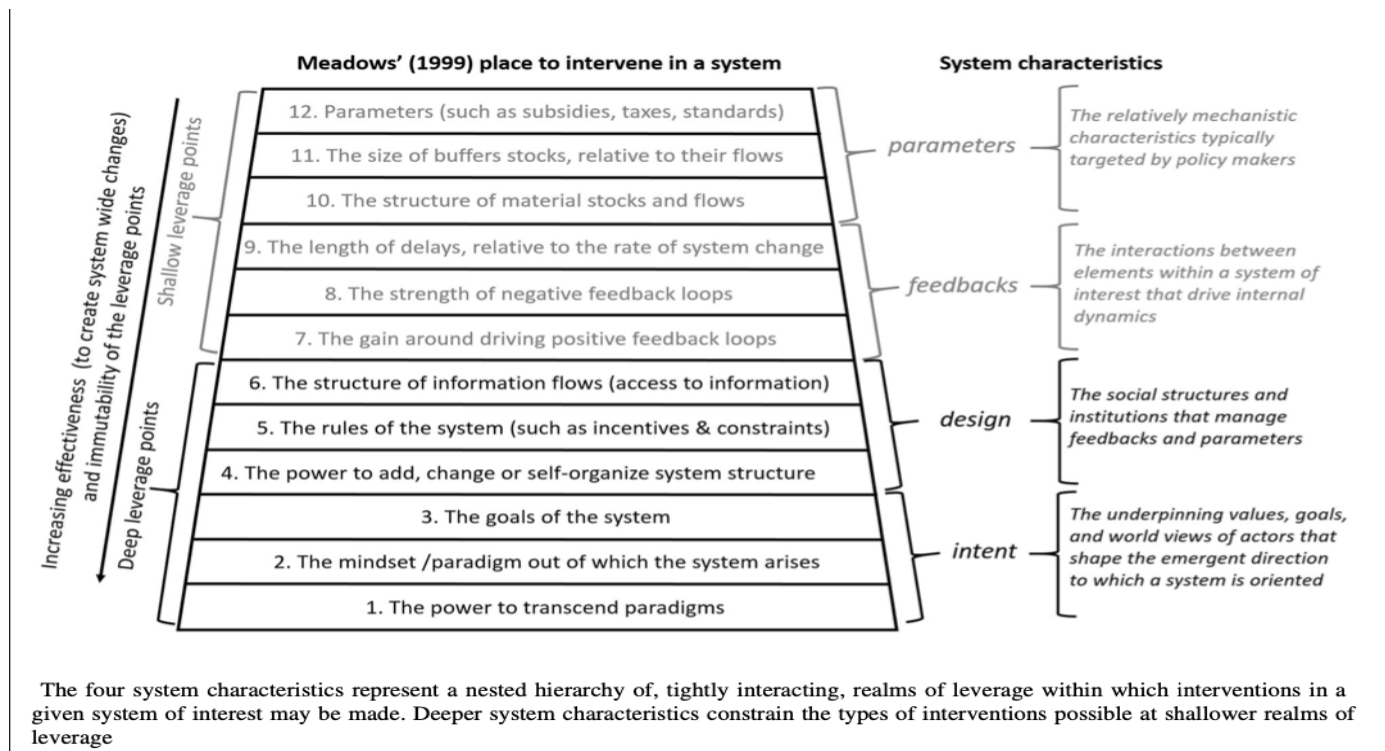 Meadows' (1999) place to intervene in a system
System characteristics
Increasing effectiveness (to create system wide changes)
and immutability of the leverage points
Shallow leverage points
Deep leverage points
12. Parameters (such as subsidies, taxes, standards)
11. The size of buffers stocks, relative to their flows
10. The structure of material stocks and flows
9. The length of delays, relative to the rate of system change
8. The strength of negative feedback loops
7. The gain around driving positive feedback loops
6. The structure of information flows (access to information)
5. The rules of the system (such as incentives & constraints)
4. The power to add, change or self-organize system structure
3. The goals of the system
2. The mindset /paradigm out of which the system arises
1. The power to transcend paradigms
parameters
The relatively mechanistic
characteristics typically
targeted by policy makers
feedbacks
The interactions between
elements within a system of
interest that drive internal
dynamics
design
The social structures and
institutions that manage
feedbacks and parameters
intent
The underpinning values, goals,
and world views of actors that
shape the emergent direction
to which a system is oriented
The four system characteristics represent a nested hierarchy of, tightly interacting, realms of leverage within which interventions in a
given system of interest may be made. Deeper system characteristics constrain the types of interventions possible at shallower realms of
leverage